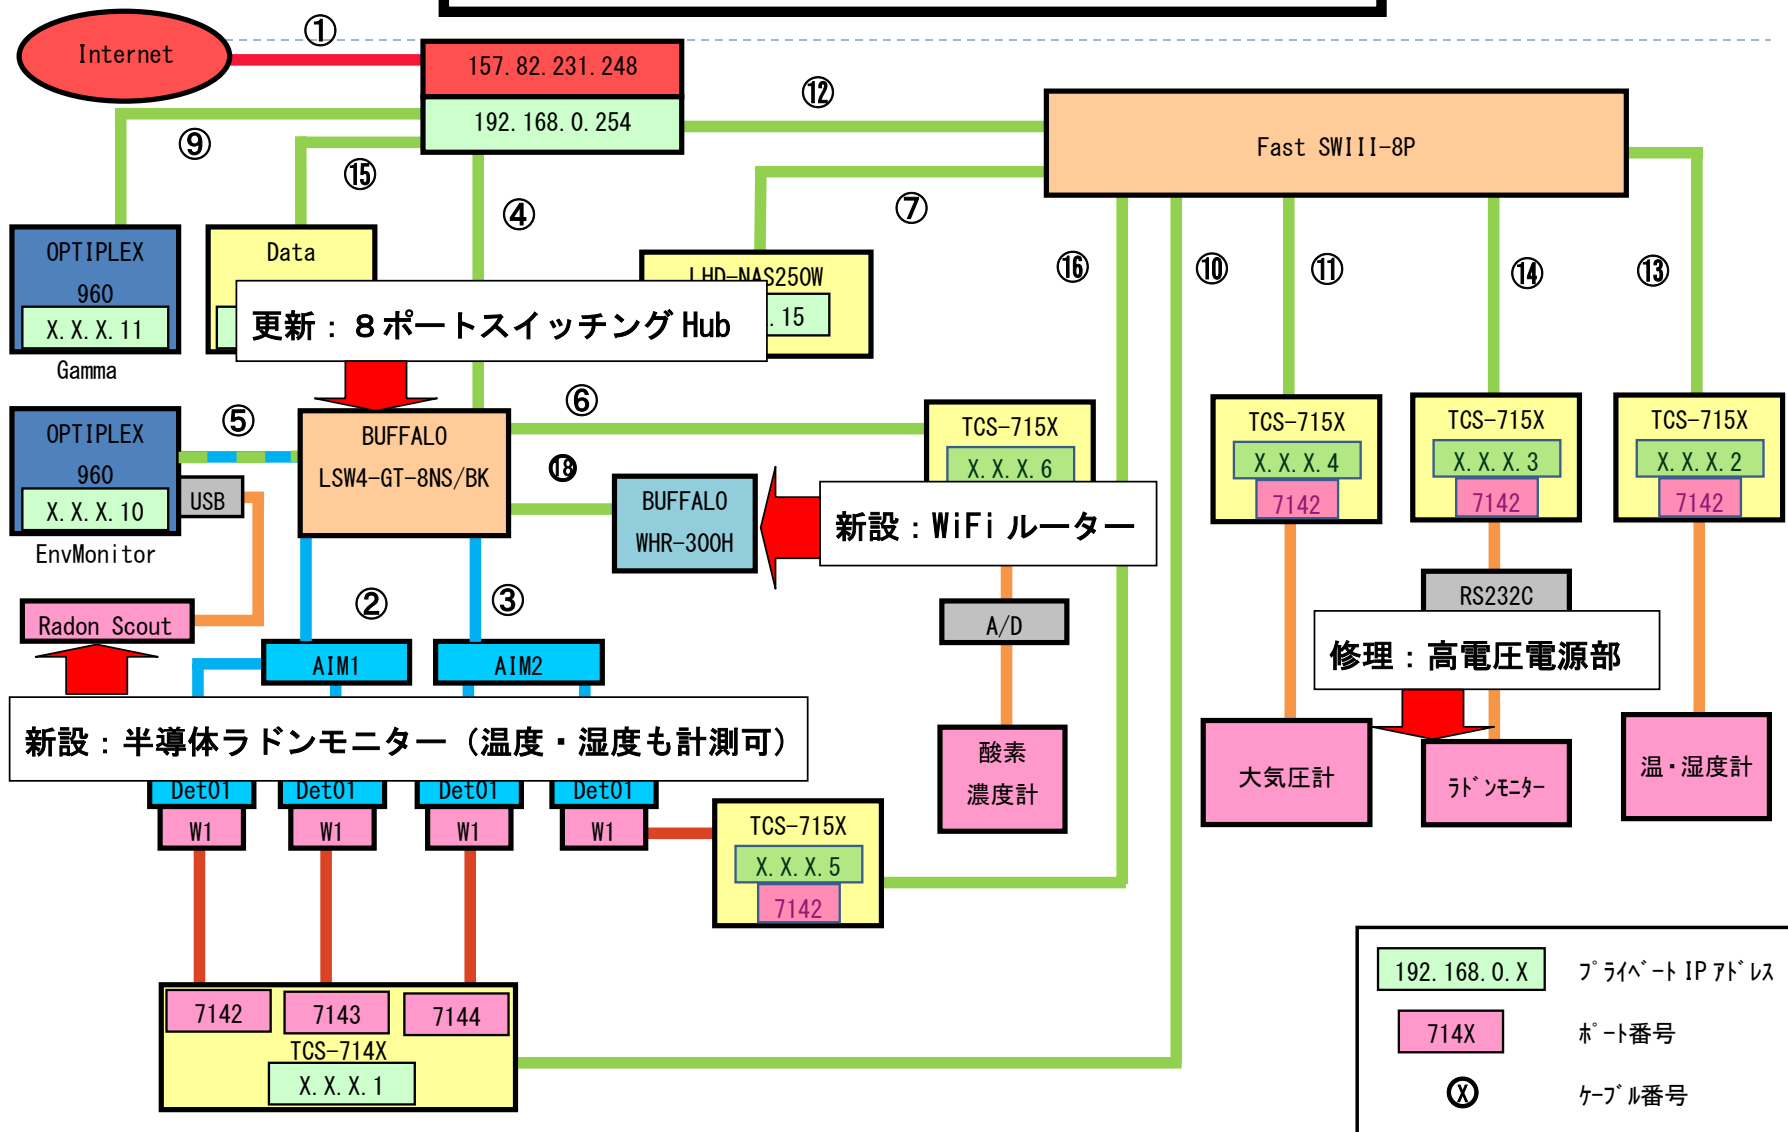 ①
Internet
157.82.231.248
192.168.0.254
⑫
Fast SWIII-8P
⑨
⑮
④
⑦
⑯
⑩
⑪
⑭
⑬
OPTIPLEX
960
X.X.X.11
Gamma
Data
LHD-NAS250W
.15
更新：８ポートスイッチング Hub
OPTIPLEX
960
X.X.X.10
EnvMonitor
⑤
USB
BUFFALO
LSW4-GT-8NS/BK
⑥
⑱
BUFFALO
WHR-300H
TCS-715X
X.X.X.6
新設：WiFi ルーター
TCS-715X
X.X.X.4
7142
TCS-715X
X.X.X.3
7142
TCS-715X
X.X.X.2
7142
Radon Scout
②
③
AIM1
AIM2
A/D
RS232C
修理：高電圧電源部
新設：半導体ラドンモニター（温度・湿度も計測可）
酸素
濃度計
大気圧計
ﾗﾄﾞﾝﾓﾆﾀｰ
温・湿度計
Det01
Det01
Det01
Det01
W1
W1
W1
W1
TCS-715X
X.X.X.5
7142
7142
7143
7144
TCS-714X
X.X.X.1
192.168.0.X
ﾌﾟﾗｲﾍﾞｰﾄ IP ｱﾄﾞﾚｽ
714X
ﾎﾟｰﾄ番号
Ⓧ
ｹｰﾌﾞﾙ番号